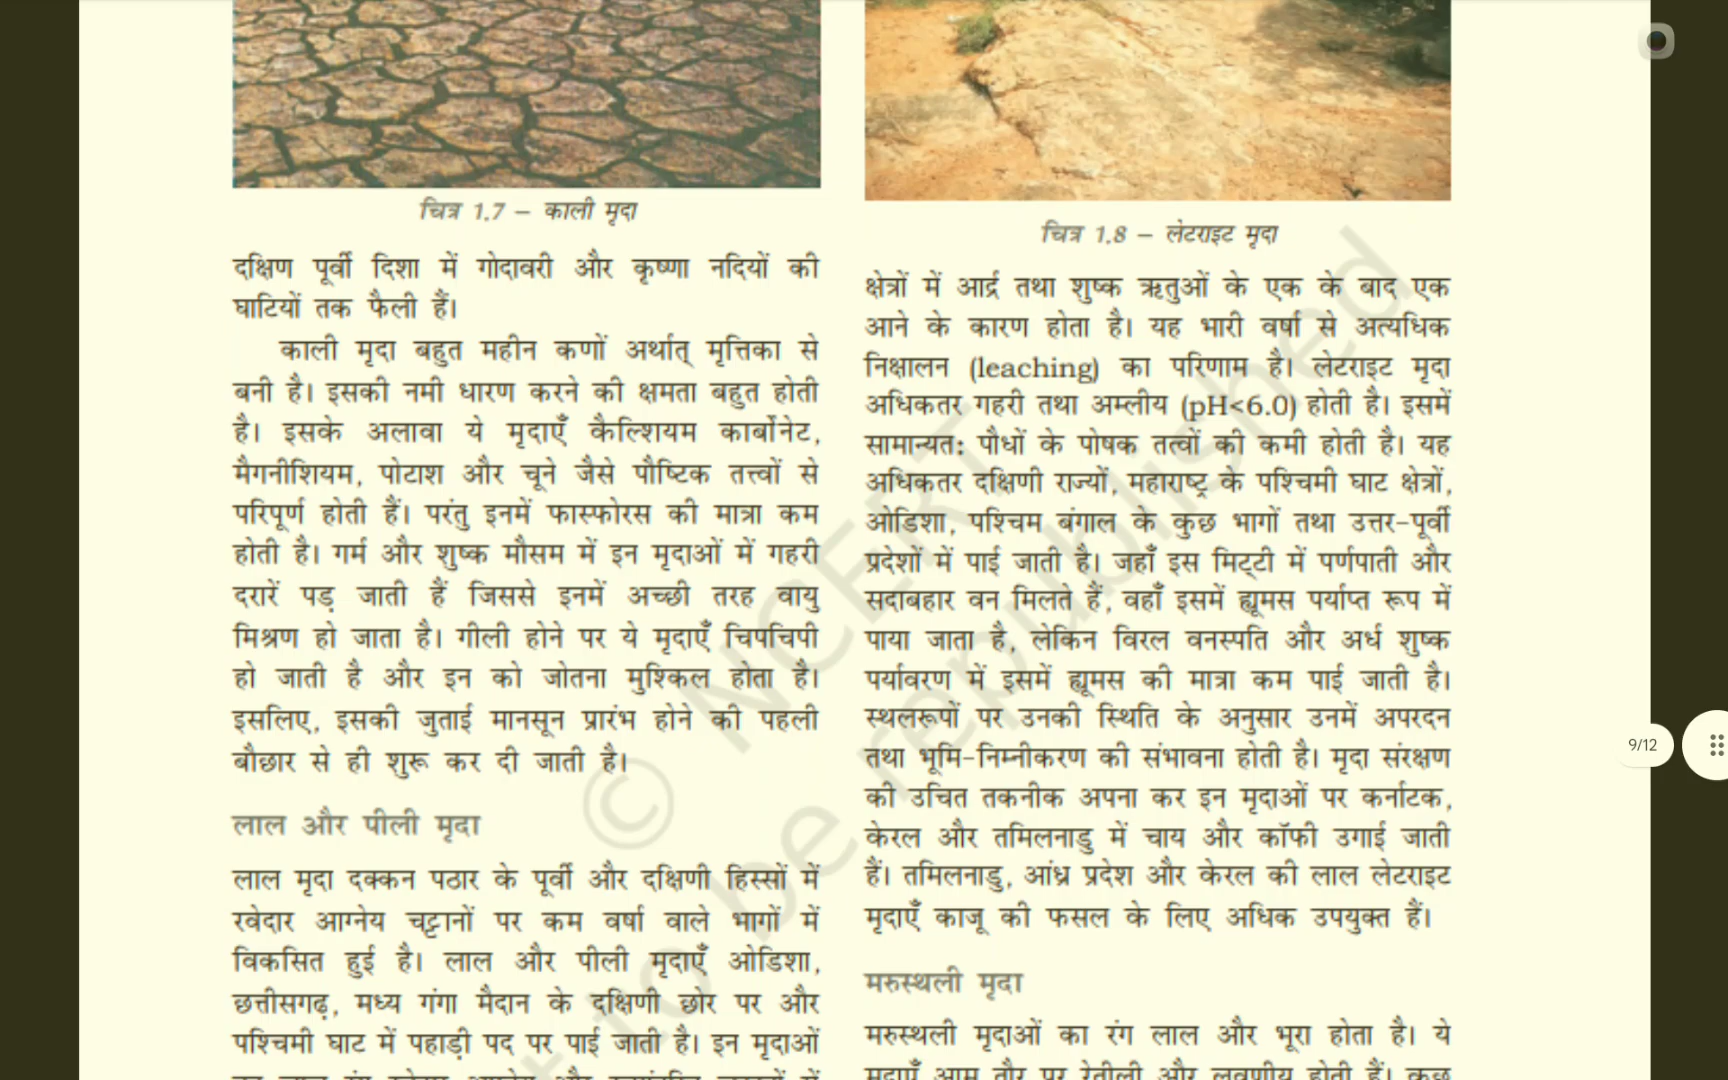 चित्र 1.7 – काली मृदा
दक्षिण पूर्वी दिशा में गोदावरी और कृष्णा नदियों की
घाटियों तक फैली हैं।
काली मृदा बहुत महीन कणों अर्थात् मृत्तिका से
बनी है। इसकी नमी धारण करने की क्षमता बहुत होती
है। इसके अलावा ये मृदाएँ कैल्शियम कार्बोनेट,
मैगनीशियम, पोटाश और चूने जैसे पौष्टिक तत्त्वों से
परिपूर्ण होती हैं। परंतु इनमें फास्फोरस की मात्रा कम
होती है। गर्म और शुष्क मौसम में इन मृदाओं में गहरी
दरारें पड़ जाती हैं जिससे इनमें अच्छी तरह वायु
मिश्रण हो जाता है। गीली होने पर ये मृदाएँ चिपचिपी
हो जाती है और इन को जोतना मुश्किल होता है।
इसलिए, इसकी जुताई मानसून प्रारंभ होने की पहली
बौछार से ही शुरू कर दी जाती है।
लाल और पीली मृदा
लाल मृदा दक्कन पठार के पूर्वी और दक्षिणी हिस्सों में
रवेदार आग्नेय चट्टानों पर कम वर्षा वाले भागों में
विकसित हुई है। लाल और पीली मृदाएँ ओडिशा,
छत्तीसगढ़, मध्य गंगा मैदान के दक्षिणी छोर पर और
पश्चिमी घाट में पहाड़ी पद पर पाई जाती है। इन मृदाओं
चित्र 1.8 – लेटराइट मृदा
क्षेत्रों में आर्द्र तथा शुष्क ऋतुओं के एक के बाद एक
आने के कारण होता है। यह भारी वर्षा से अत्यधिक
निक्षालन (leaching) का परिणाम है। लेटराइट मृदा
अधिकतर गहरी तथा अम्लीय (pH<6.0) होती है। इसमें
सामान्यत: पौधों के पोषक तत्वों की कमी होती है। यह
अधिकतर दक्षिणी राज्यों, महाराष्ट्र के पश्चिमी घाट क्षेत्रों,
ओडिशा, पश्चिम बंगाल के कुछ भागों तथा उत्तर-पूर्वी
प्रदेशों में पाई जाती है। जहाँ इस मिट्टी में पर्णपाती और
सदाबहार वन मिलते हैं, वहाँ इसमें ह्यूमस पर्याप्त रूप में
पाया जाता है, लेकिन विरल वनस्पति और अर्ध शुष्क
पर्यावरण में इसमें ह्यूमस की मात्रा कम पाई जाती है।
स्थलरूपों पर उनकी स्थिति के अनुसार उनमें अपरदन
तथा भूमि-निम्नीकरण की संभावना होती है। मृदा संरक्षण
की उचित तकनीक अपना कर इन मृदाओं पर कर्नाटक,
केरल और तमिलनाडु में चाय और कॉफी उगाई जाती
हैं। तमिलनाडु, आंध्र प्रदेश और केरल की लाल लेटराइट
मृदाएँ काजू की फसल के लिए अधिक उपयुक्त हैं।
मरुस्थली मृदा
मरुस्थली मृदाओं का रंग लाल और भूरा होता है। ये
मृदाएँ आम तौर पर रेतीली और लवणीय होती हैं। कुछ
© NCERT
to be republished
9/12